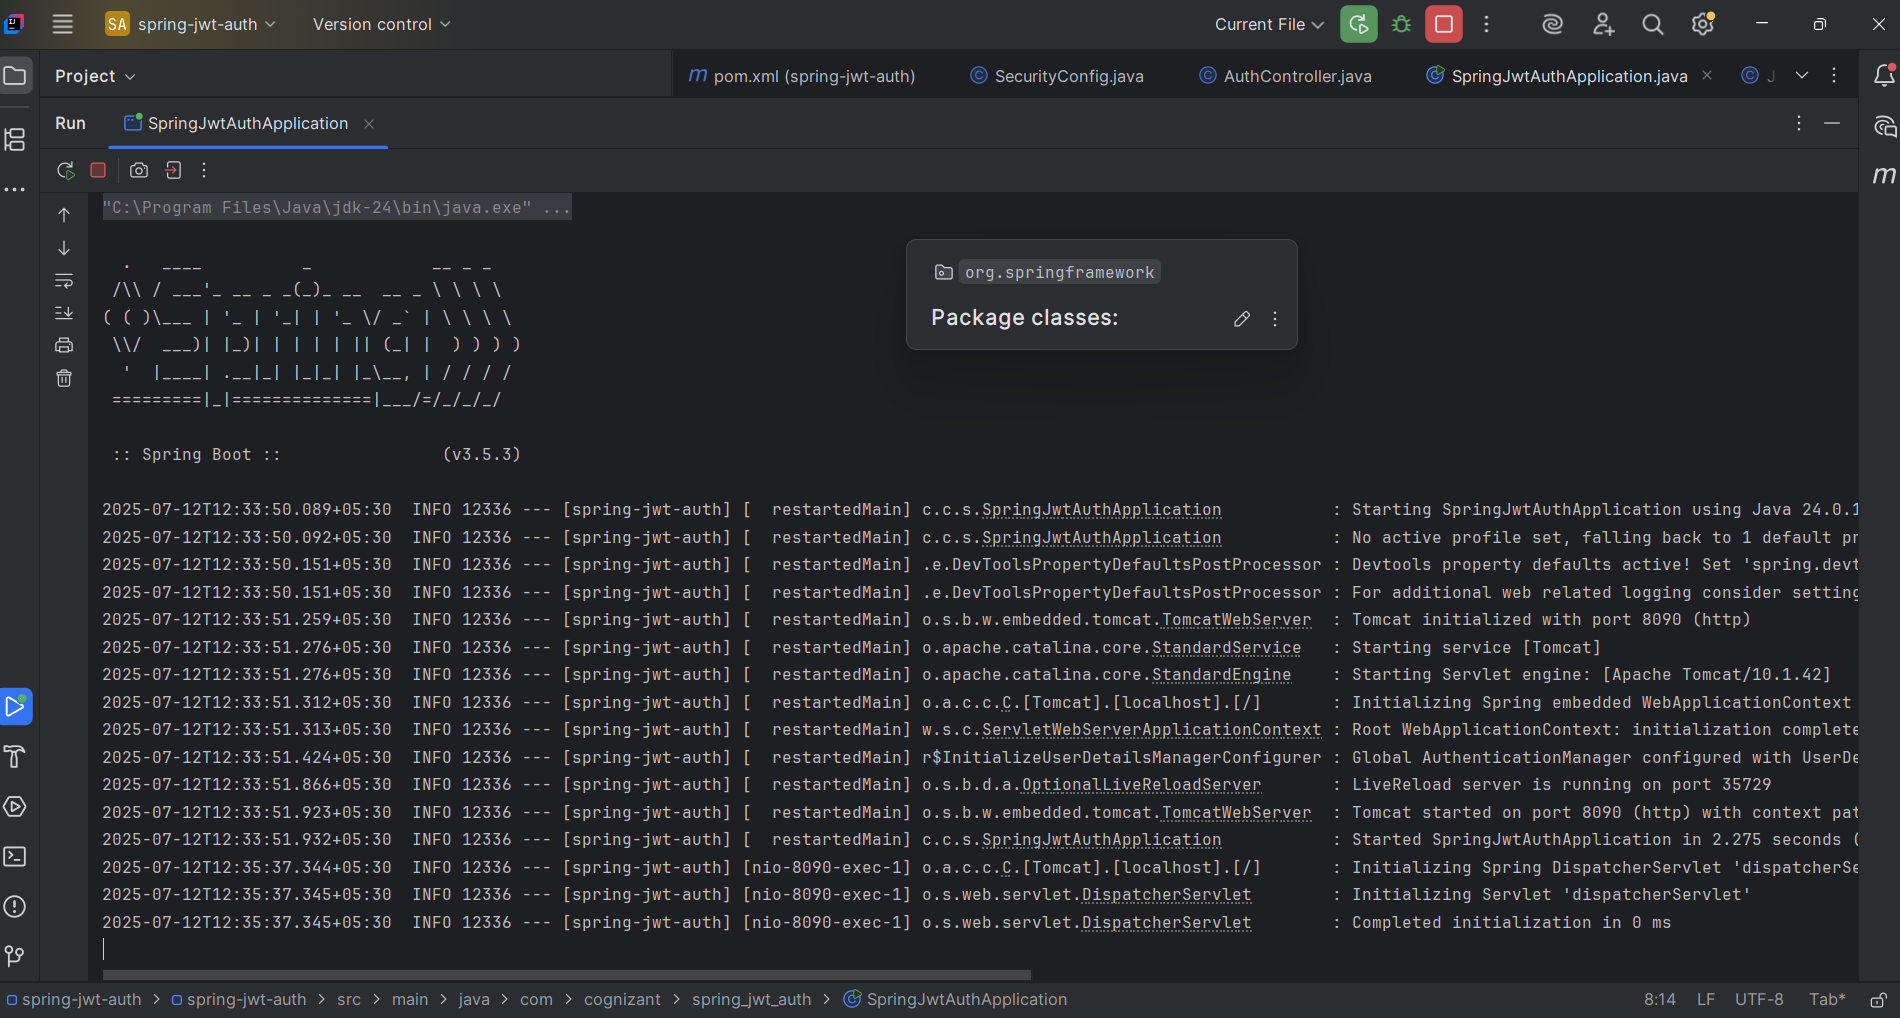 SA spring-jwt-auth Version control Current File
Project
pom.xml (spring-jwt-auth) SecurityConfig.java AuthController.java SpringJwtAuthApplication.java
Run SpringJwtAuthApplication
"C:\Program Files\Java\jdk-24\bin\java.exe" ...
  .   ____          _            __ _ _
 /\\ / ___'_ __ _ _(_)_ __  __ _ \ \ \ \
( ( )\___ | '_ | '_| | '_ \/ _` | \ \ \ \
 \\/  ___)| |_)| | | | | || (_| |  ) ) ) )
  '  |____| .__|_| |_|_| |_\__, | / / / /
 =========|_|==============|___/=/_/_/_/
org.springframework
Package classes:
 :: Spring Boot ::                (v3.5.3)
2025-07-12T12:33:50.089+05:30  INFO 12336 --- [spring-jwt-auth] [  restartedMain] c.c.s.SpringJwtAuthApplication           : Starting SpringJwtAuthApplication using Java 24.0.1
2025-07-12T12:33:50.092+05:30  INFO 12336 --- [spring-jwt-auth] [  restartedMain] c.c.s.SpringJwtAuthApplication           : No active profile set, falling back to 1 default pr
2025-07-12T12:33:50.151+05:30  INFO 12336 --- [spring-jwt-auth] [  restartedMain] .e.DevToolsPropertyDefaultsPostProcessor : Devtools property defaults active! Set 'spring.devt
2025-07-12T12:33:50.151+05:30  INFO 12336 --- [spring-jwt-auth] [  restartedMain] .e.DevToolsPropertyDefaultsPostProcessor : For additional web related logging consider setting
2025-07-12T12:33:51.259+05:30  INFO 12336 --- [spring-jwt-auth] [  restartedMain] o.s.b.w.embedded.tomcat.TomcatWebServer  : Tomcat initialized with port 8090 (http)
2025-07-12T12:33:51.276+05:30  INFO 12336 --- [spring-jwt-auth] [  restartedMain] o.apache.catalina.core.StandardService   : Starting service [Tomcat]
2025-07-12T12:33:51.276+05:30  INFO 12336 --- [spring-jwt-auth] [  restartedMain] o.apache.catalina.core.StandardEngine    : Starting Servlet engine: [Apache Tomcat/10.1.42]
2025-07-12T12:33:51.312+05:30  INFO 12336 --- [spring-jwt-auth] [  restartedMain] o.a.c.c.C.[Tomcat].[localhost].[/]       : Initializing Spring embedded WebApplicationContext
2025-07-12T12:33:51.313+05:30  INFO 12336 --- [spring-jwt-auth] [  restartedMain] w.s.c.ServletWebServerApplicationContext : Root WebApplicationContext: initialization complete
2025-07-12T12:33:51.424+05:30  INFO 12336 --- [spring-jwt-auth] [  restartedMain] r$InitializeUserDetailsManagerConfigurer : Global AuthenticationManager configured with UserDe
2025-07-12T12:33:51.866+05:30  INFO 12336 --- [spring-jwt-auth] [  restartedMain] o.s.b.d.a.OptionalLiveReloadServer       : LiveReload server is running on port 35729
2025-07-12T12:33:51.923+05:30  INFO 12336 --- [spring-jwt-auth] [  restartedMain] o.s.b.w.embedded.tomcat.TomcatWebServer  : Tomcat started on port 8090 (http) with context pat
2025-07-12T12:33:51.932+05:30  INFO 12336 --- [spring-jwt-auth] [  restartedMain] c.c.s.SpringJwtAuthApplication           : Started SpringJwtAuthApplication in 2.275 seconds (
2025-07-12T12:35:37.344+05:30  INFO 12336 --- [spring-jwt-auth] [nio-8090-exec-1] o.a.c.c.C.[Tomcat].[localhost].[/]       : Initializing Spring DispatcherServlet 'dispatcherSe
2025-07-12T12:35:37.345+05:30  INFO 12336 --- [spring-jwt-auth] [nio-8090-exec-1] o.s.web.servlet.DispatcherServlet        : Initializing Servlet 'dispatcherServlet'
2025-07-12T12:35:37.345+05:30  INFO 12336 --- [spring-jwt-auth] [nio-8090-exec-1] o.s.web.servlet.DispatcherServlet        : Completed initialization in 0 ms
spring-jwt-auth > spring-jwt-auth > src > main > java > com > cognizant > spring_jwt_auth > SpringJwtAuthApplication 8:14 LF UTF-8 Tab*